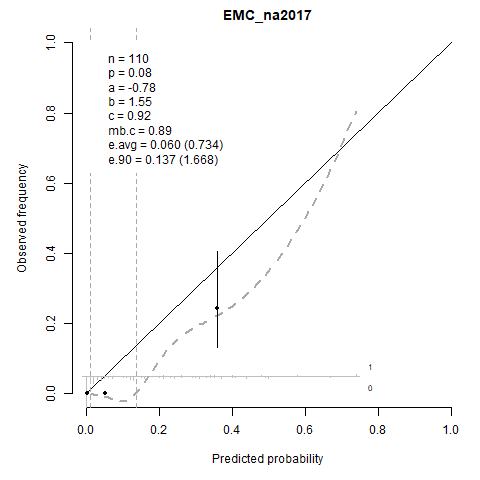 EMC_na2017
n = 110
p = 0.08
a = -0.78
b = 1.55
c = 0.92
mb.c = 0.89
e.avg = 0.060 (0.734)
e.90 = 0.137 (1.668)
Observed frequency
1.0
0.8
0.6
0.4
0.2
0.0
1
0
0.0 0.2 0.4 0.6 0.8 1.0
Predicted probability